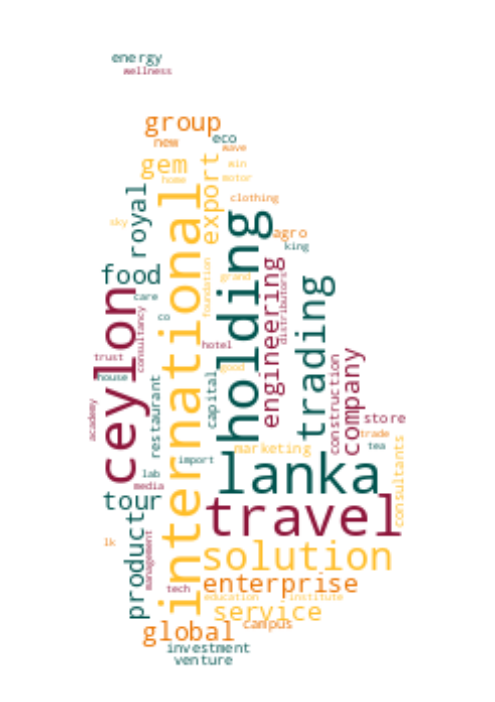 energy
wellness
group
eco
new
wave
gem
win
home
motor
export
royal
international
clothing
holding
sky
agro
king
food
engineering
foundation
grand
distributors
trading
care
ceylon
co
consultancy
hotel
trust
good
house
capital
restaurant
construction
company
academy
store
trade
tea
marketing
consultants
import
lab
lanka
media
tour
travel
product
management
lk
solution
tech
enterprise
education
institute
service
global
campus
investment
venture